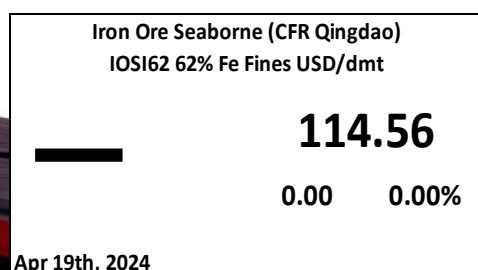 Iron Ore Seaborne (CFR Qingdao)
IOSI62 62% Fe Fines USD/dmt
114.56
0.00 0.00%
Apr 19th, 2024